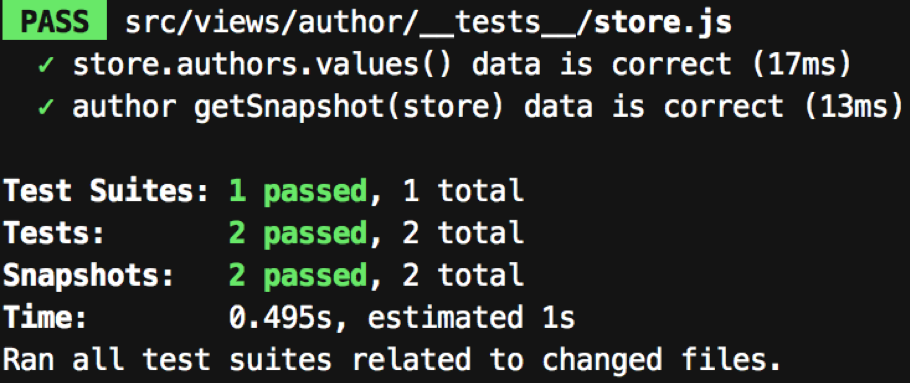 PASS src/views/author/__tests__/store.js
✓ store.authors.values() data is correct (17ms)
✓ author getSnapshot(store) data is correct (13ms)
Test Suites: 1 passed, 1 total
Tests: 2 passed, 2 total
Snapshots: 2 passed, 2 total
Time: 0.495s, estimated 1s
Ran all test suites related to changed files.